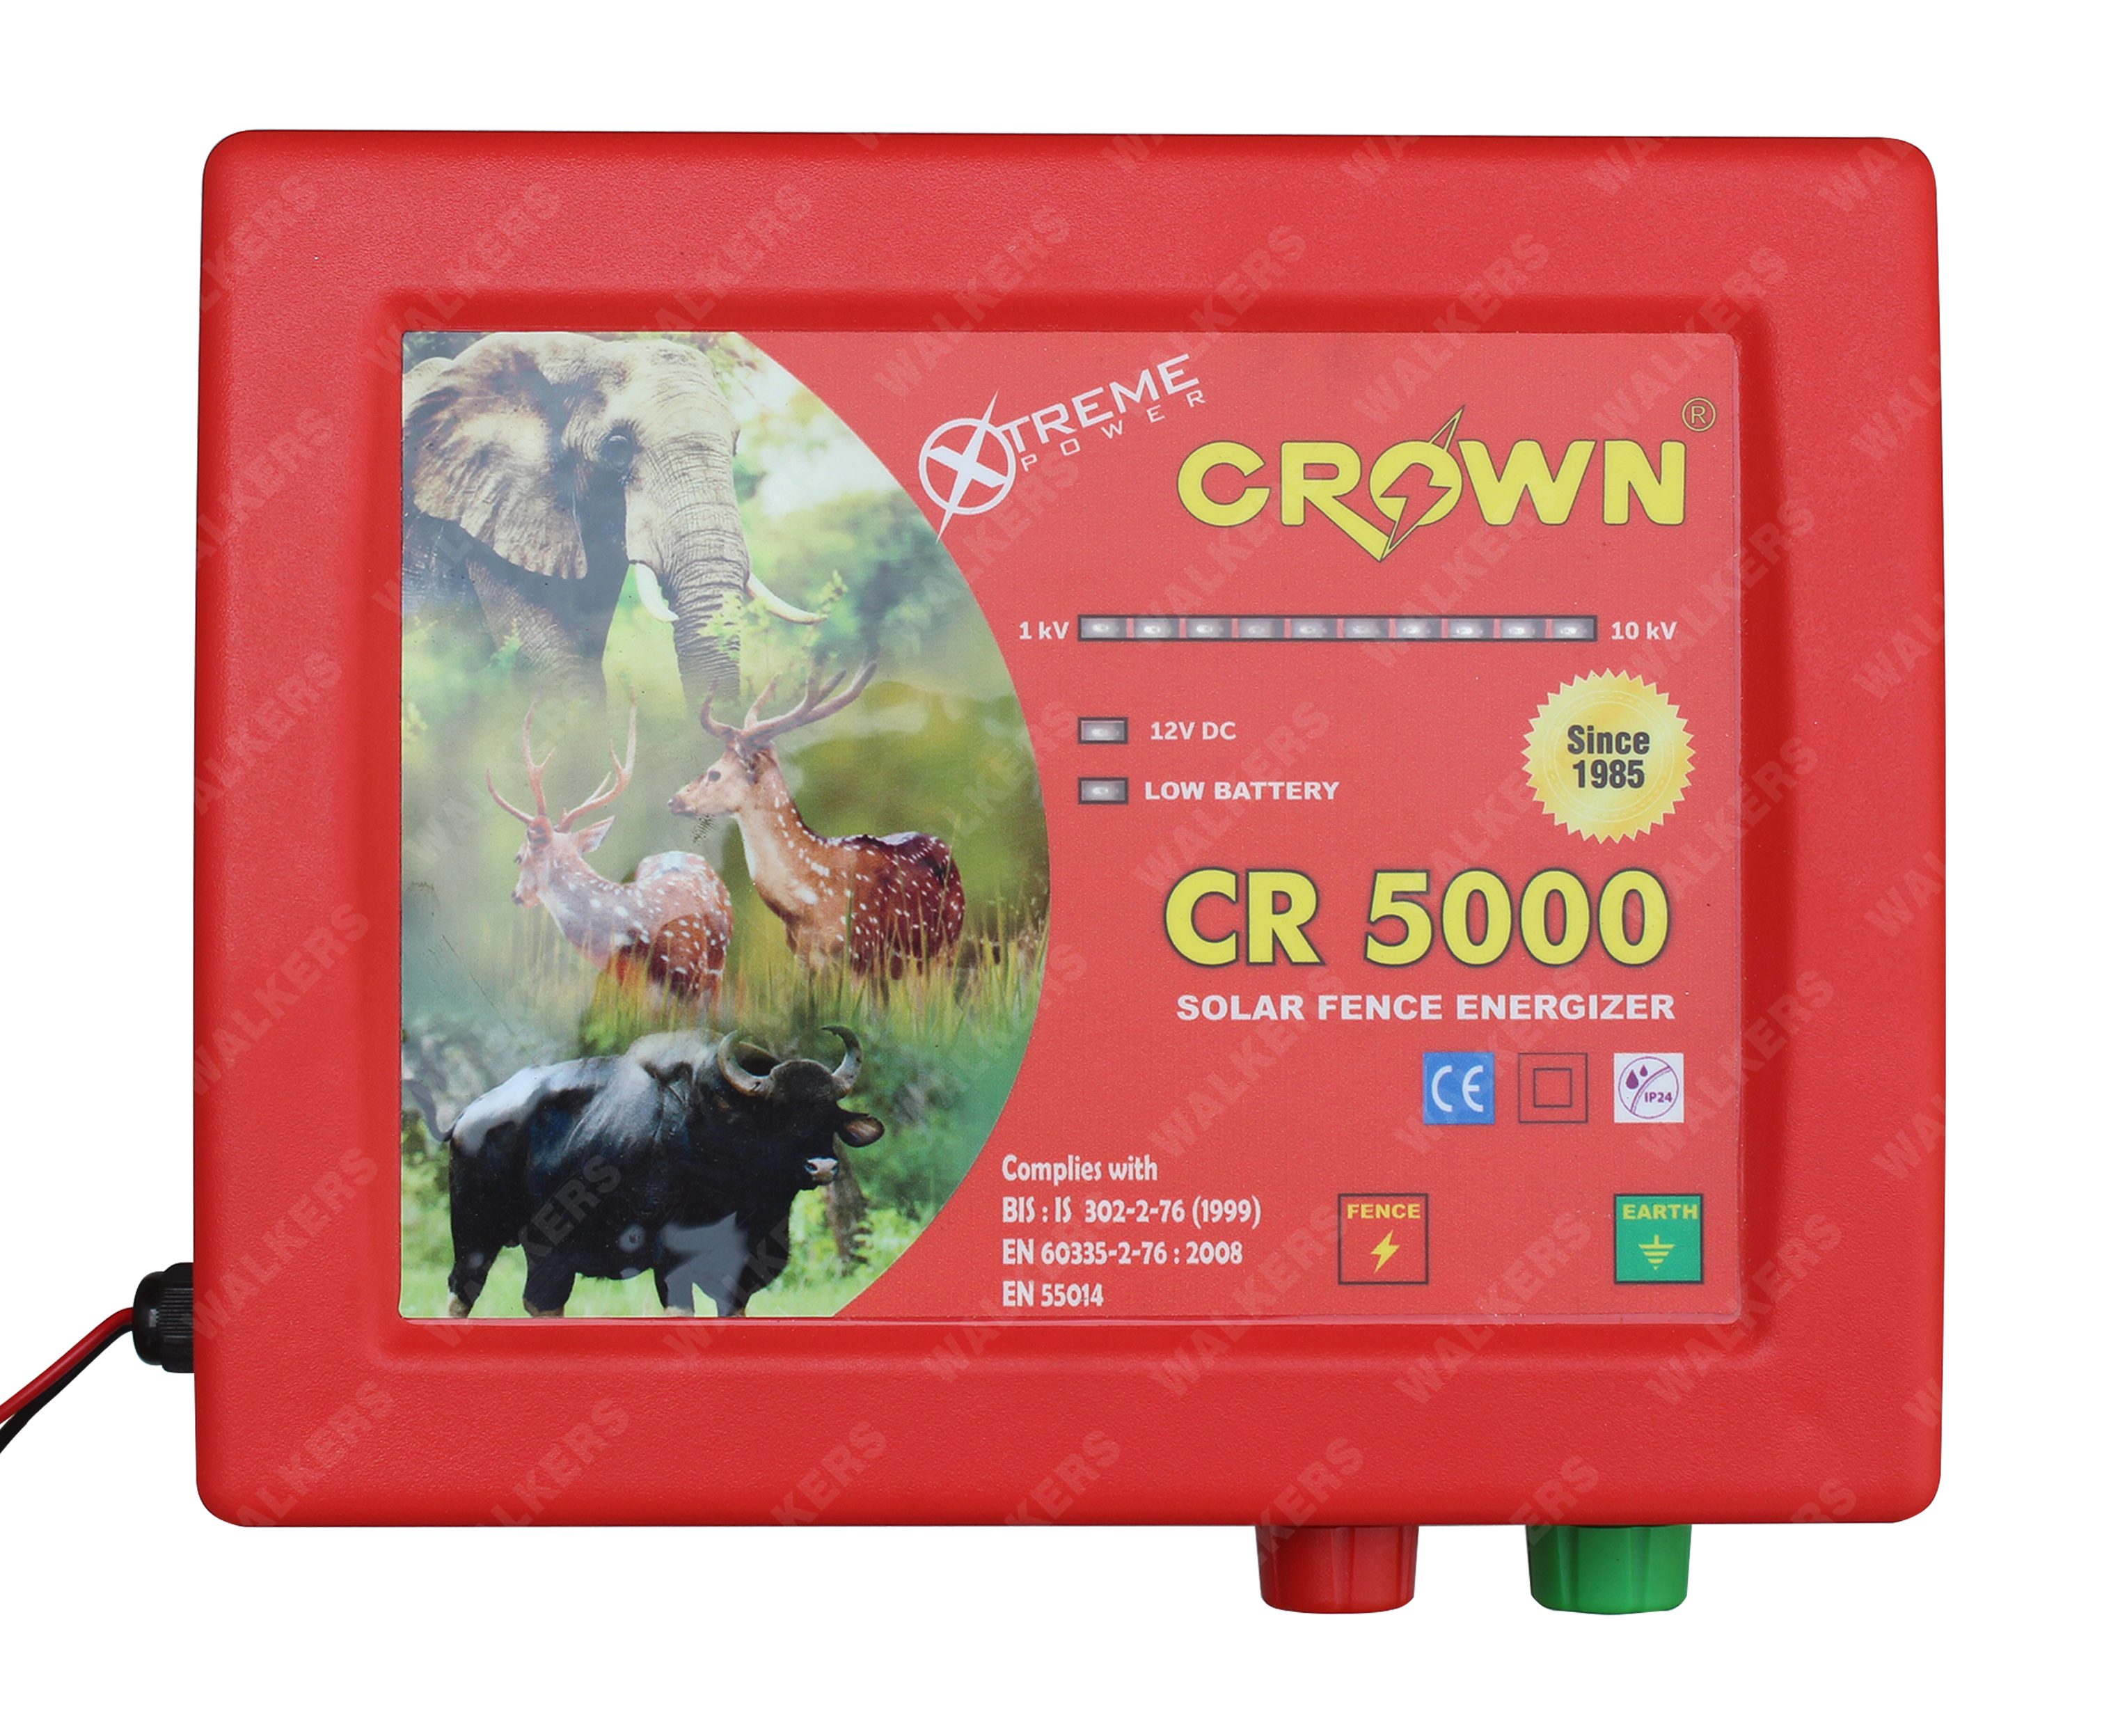 XTREME
POWER
CROWN®
1 kV
10 kV
12V DC
LOW BATTERY
Since
1985
CR 5000
SOLAR FENCE ENERGIZER
CE
IP24
Complies with
BIS : IS 302-2-76 (1999)
EN 60335-2-76 : 2008
EN 55014
FENCE
EARTH
WALKERS